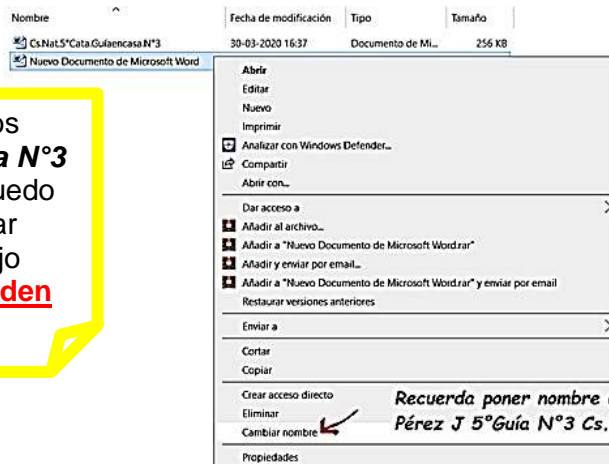 Nombre Fecha de modificación Tipo Tamaño
Cs.Nat.5°Cata.Guíaencasa.N°3 30-03-2020 16:37 Documento de Mi... 256 KB
Nuevo Documento de Microsoft Word
os
a N°3
uedo
ar
jo
den
Abrir
Editar
Nuevo
Imprimir
Analizar con Windows Defender...
Compartir
Abrir con...
Dar acceso a
Añadir al archivo...
Añadir a "Nuevo Documento de Microsoft Word.rar"
Añadir y enviar por email...
Añadir a "Nuevo Documento de Microsoft Word.rar" y enviar por email
Restaurar versiones anteriores
Enviar a
Cortar
Copiar
Crear acceso directo
Eliminar
Cambiar nombre
Propiedades
Recuerda poner nombre
Pérez J 5°Guía N°3 Cs.